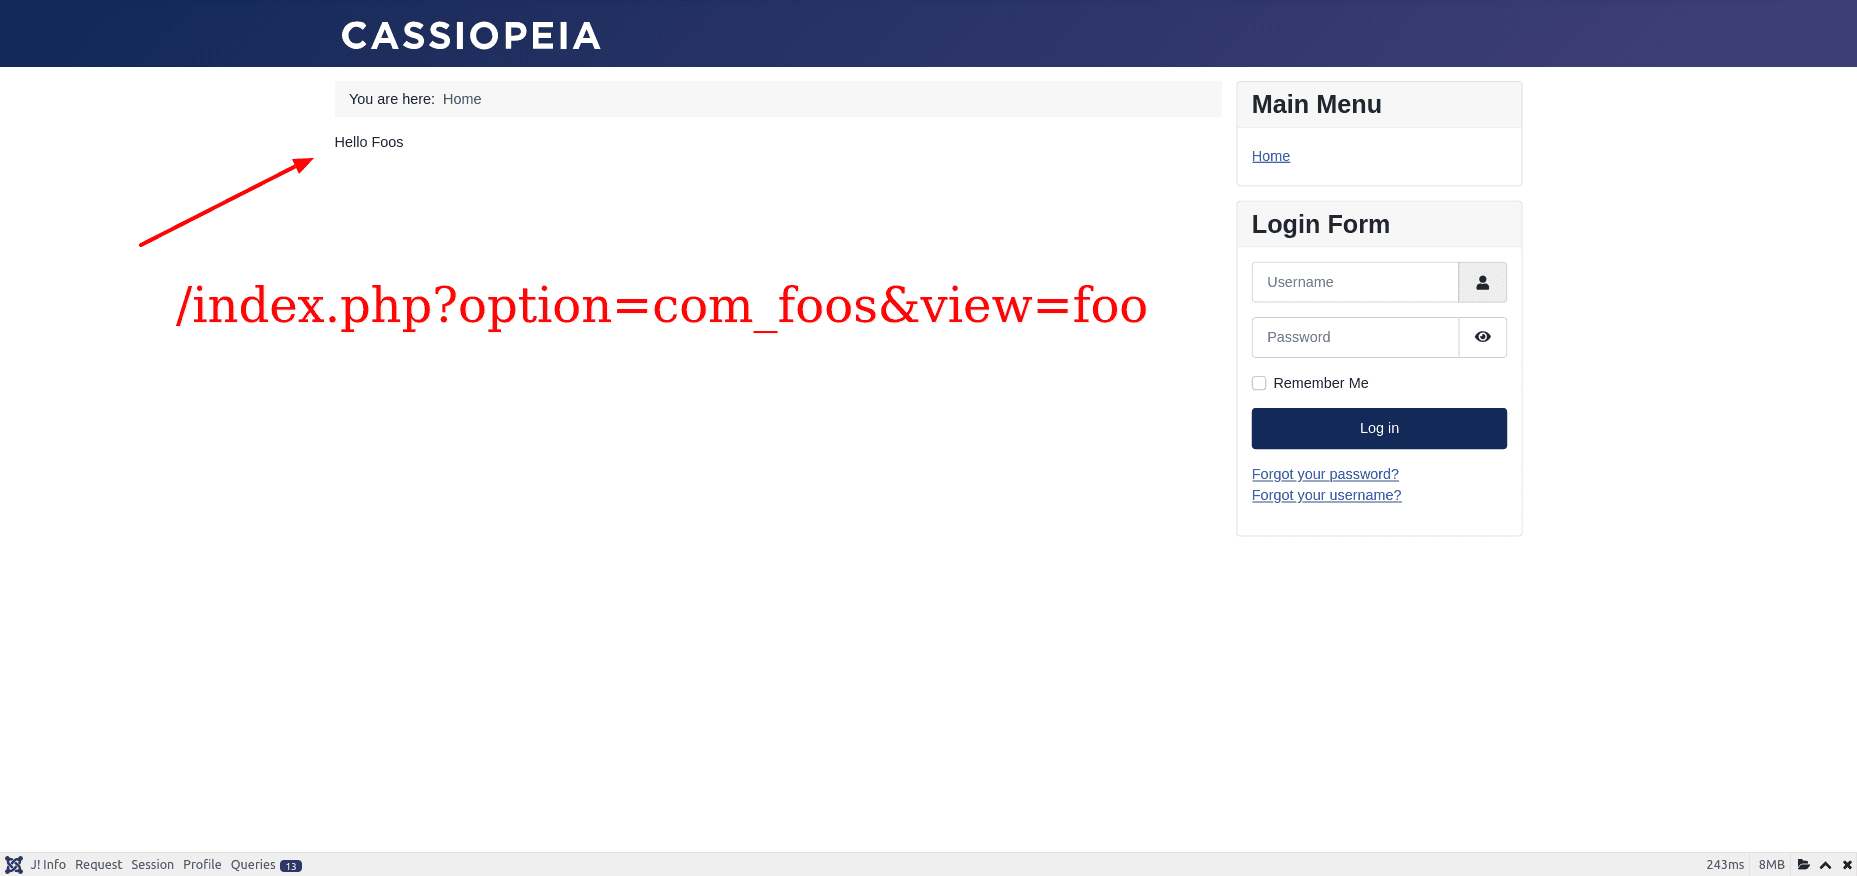 CASSIOPEIA
You are here: Home
Hello Foos
/index.php?option=com_foos&view=foo
Main Menu
Home
Login Form
Username
Password
Remember Me
Log in
Forgot your password?
Forgot your username?
J! Info Request Session Profile Queries 13 243ms 8MB